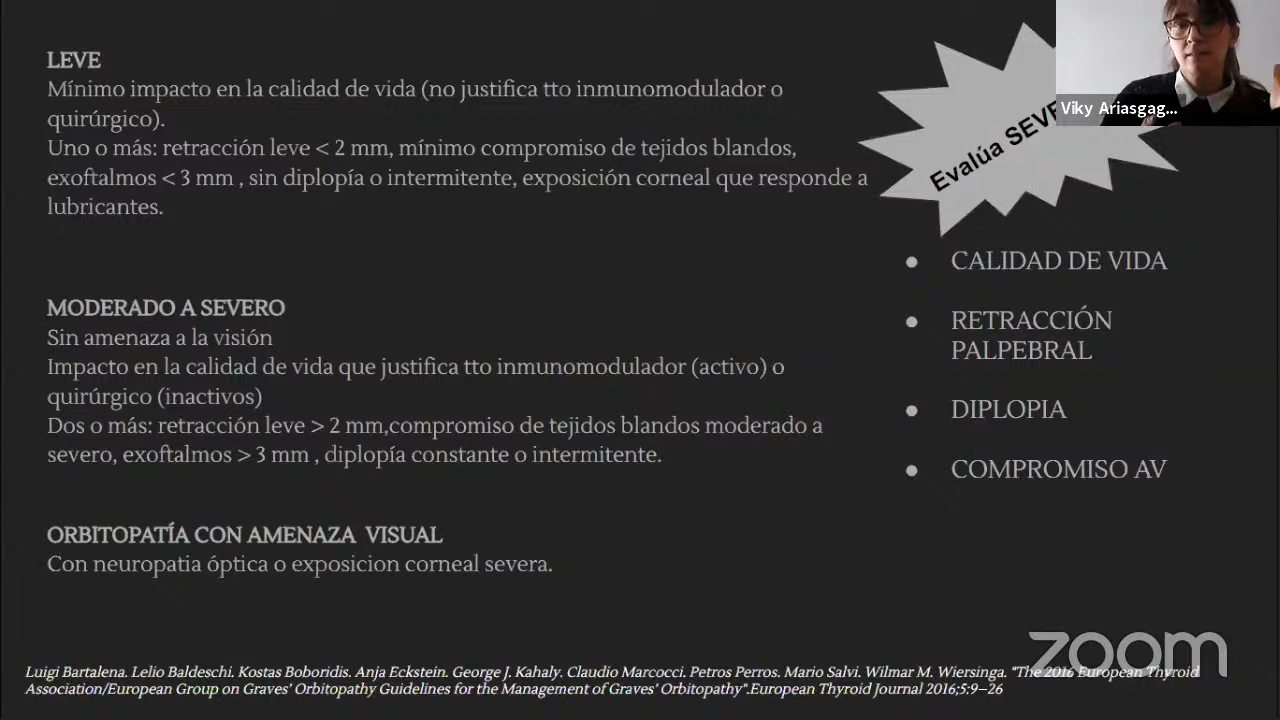 LEVE
Mínimo impacto en la calidad de vida (no justifica tto inmunomodulador o
quirúrgico).
Uno o más: retracción leve < 2 mm, mínimo compromiso de tejidos blandos,
exoftalmos < 3 mm , sin diplopía o intermitente, exposición corneal que responde a
lubricantes.
MODERADO A SEVERO
Sin amenaza a la visión
Impacto en la calidad de vida que justifica tto inmunomodulador (activo) o
quirúrgico (inactivos)
Dos o más: retracción leve > 2 mm,compromiso de tejidos blandos moderado a
severo, exoftalmos > 3 mm , diplopía constante o intermitente.
ORBITOPATÍA CON AMENAZA VISUAL
Con neuropatia óptica o exposicion corneal severa.
Evalúa
Viky Ariasgag...
● CALIDAD DE VIDA
● RETRACCIÓN
PALPEBRAL
● DIPLOPIA
● COMPROMISO AV
zoom
Luigi Bartalena. Lelio Baldeschi. Kostas Boboridis. Anja Eckstein. George J. Kahaly. Claudio Marcocci. Petros Perros. Mario Salvi. Wilmar M. Wiersinga. “The 2016 European Thyroid
Association/European Group on Graves’ Orbitopathy Guidelines for the Management of Graves’ Orbitopathy”.European Thyroid Journal 2016;5:9–26